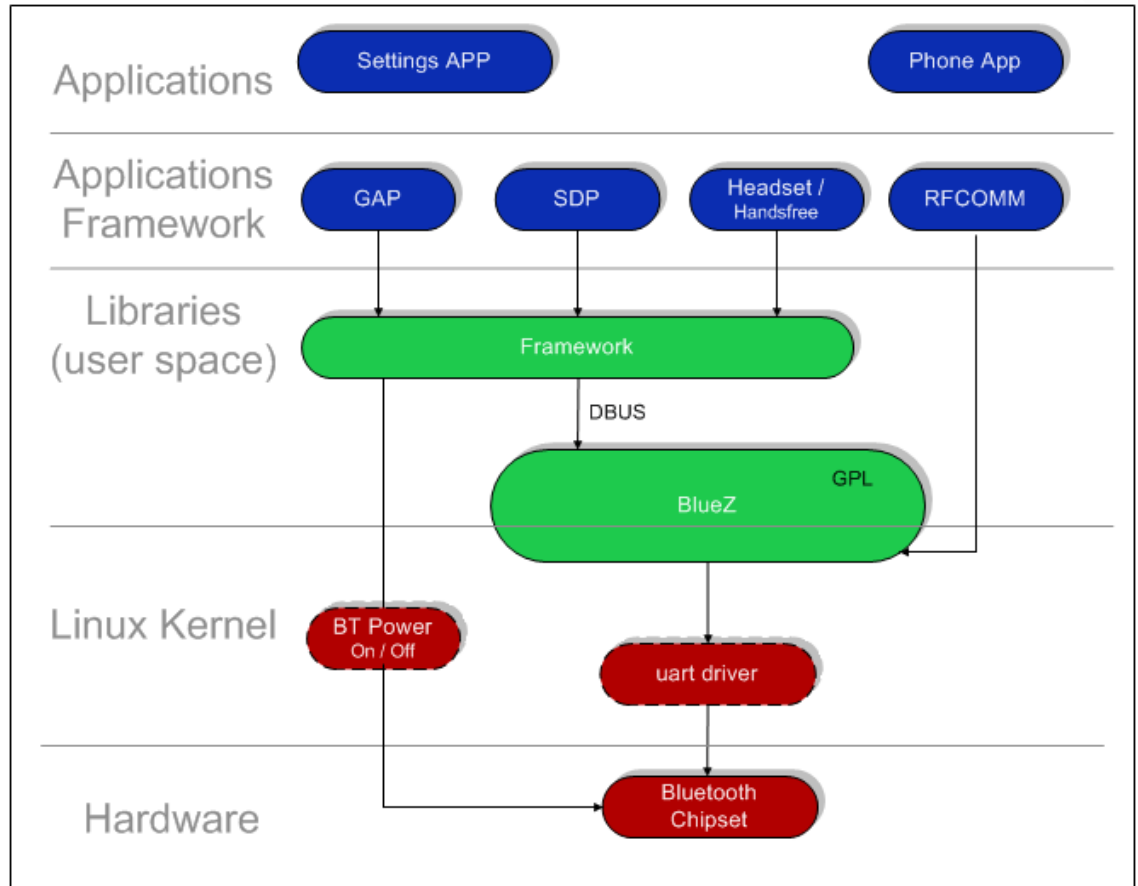 Applications
Settings APP
Phone App
Applications
Framework
GAP
SDP
Headset /
Handsfree
RFCOMM
Libraries
(user space)
Framework
DBUS
GPL
BlueZ
Linux Kernel
BT Power
On / Off
uart driver
Hardware
Bluetooth
Chipset